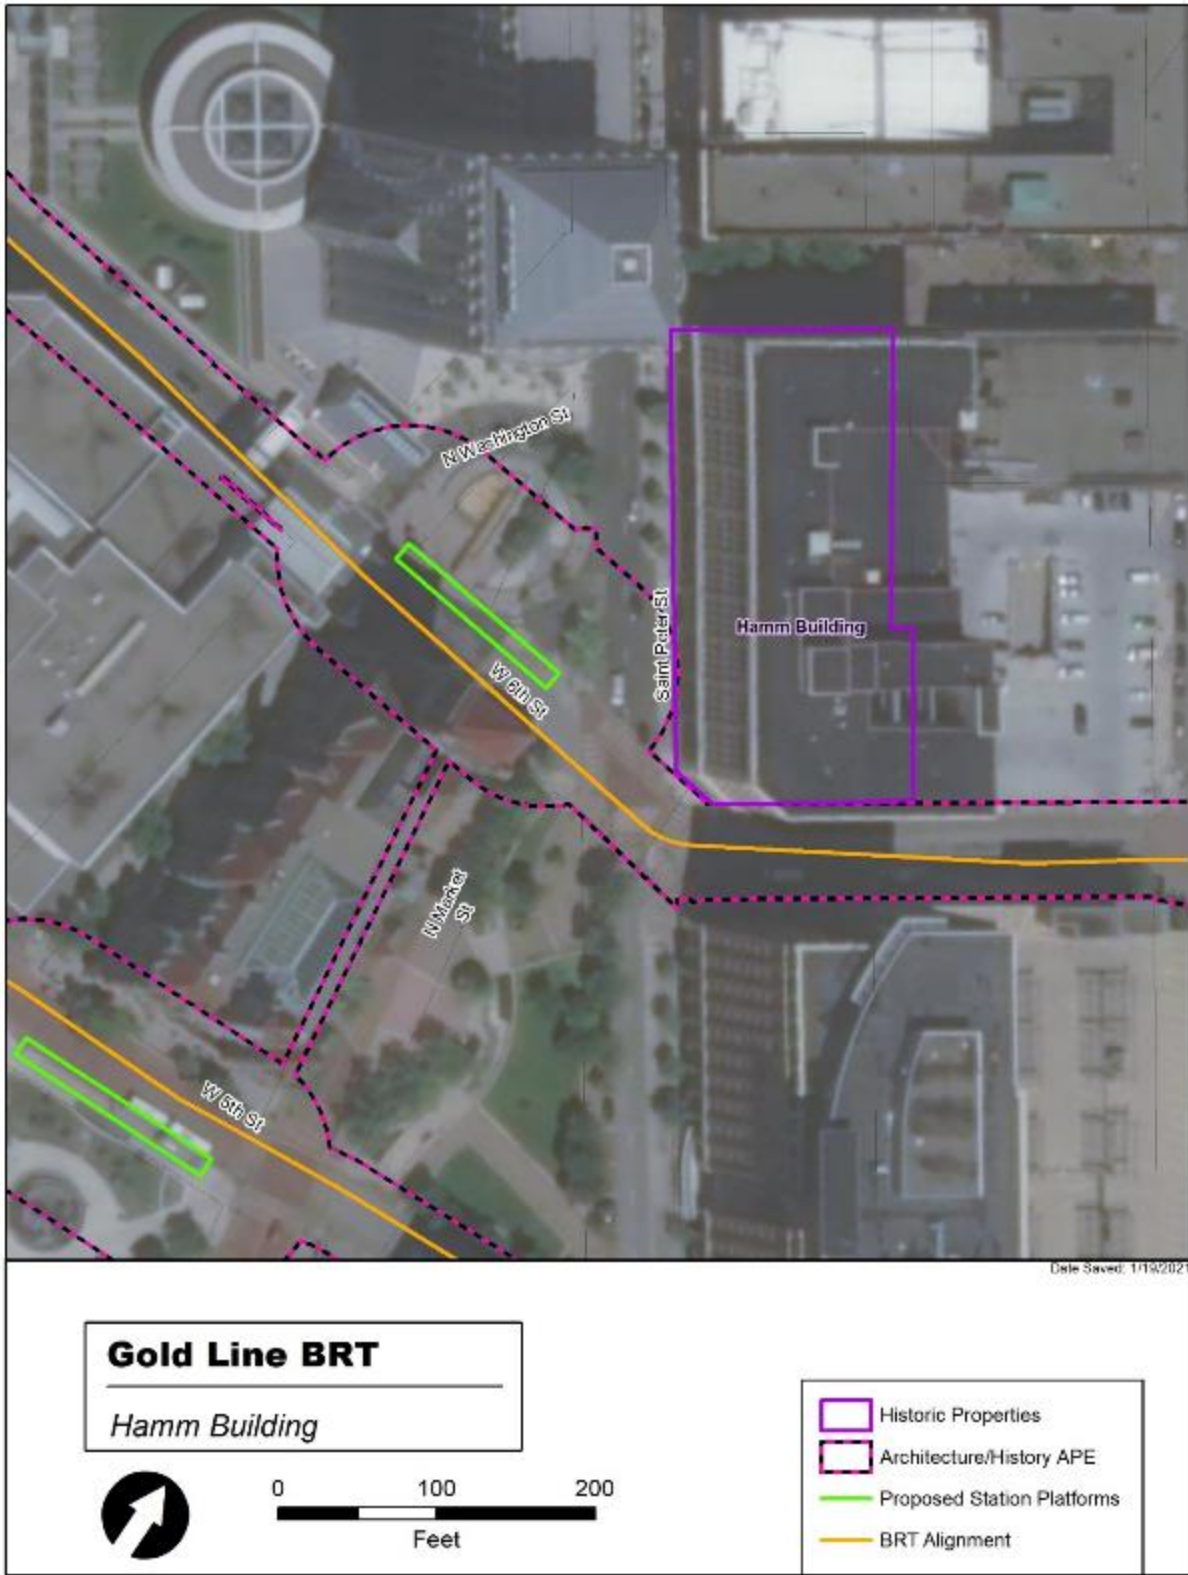 N Washington St
Saint Peter St
Hamm Building
W 6th St
N Market
St
W 5th St
Date Saved: 1/19/2021
Gold Line BRT
Hamm Building
0 100 200
Feet
Historic Properties
Architecture/History APE
Proposed Station Platforms
BRT Alignment